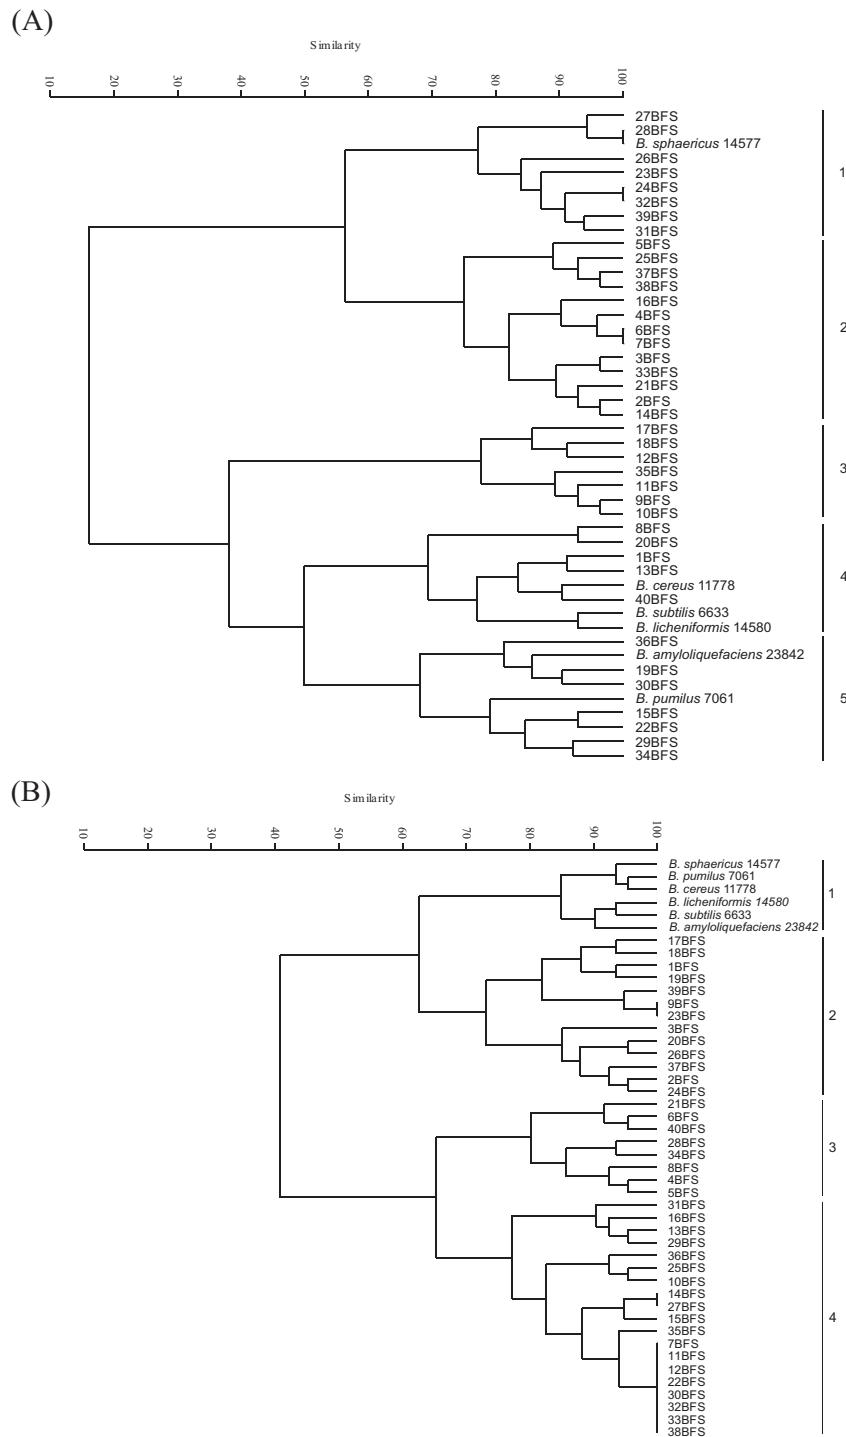 (A)
Similarity
10 20 30 40 50 60 70 80 90 100
27BFS
28BFS
B. sphaericus 14577
26BFS
23BFS
24BFS
32BFS
39BFS
31BFS
1
5BFS
25BFS
37BFS
38BFS
16BFS
4BFS
6BFS
7BFS
3BFS
33BFS
21BFS
2BFS
14BFS
2
17BFS
18BFS
12BFS
35BFS
11BFS
9BFS
10BFS
3
8BFS
20BFS
1BFS
13BFS
B. cereus 11778
40BFS
B. subtilis 6633
B. licheniformis 14580
4
36BFS
B. amyloliquefaciens 23842
19BFS
30BFS
B. pumilus 7061
15BFS
22BFS
29BFS
34BFS
5
(B)
Similarity
10 20 30 40 50 60 70 80 90 100
B. sphaericus 14577
B. pumilus 7061
B. cereus 11778
B. licheniformis 14580
B. subtilis 6633
B. amyloliquefaciens 23842
1
17BFS
18BFS
1BFS
19BFS
39BFS
9BFS
23BFS
3BFS
20BFS
26BFS
37BFS
2BFS
24BFS
2
21BFS
6BFS
40BFS
28BFS
34BFS
8BFS
4BFS
5BFS
3
31BFS
16BFS
13BFS
29BFS
36BFS
25BFS
10BFS
14BFS
27BFS
15BFS
35BFS
7BFS
11BFS
12BFS
22BFS
30BFS
32BFS
33BFS
38BFS
4